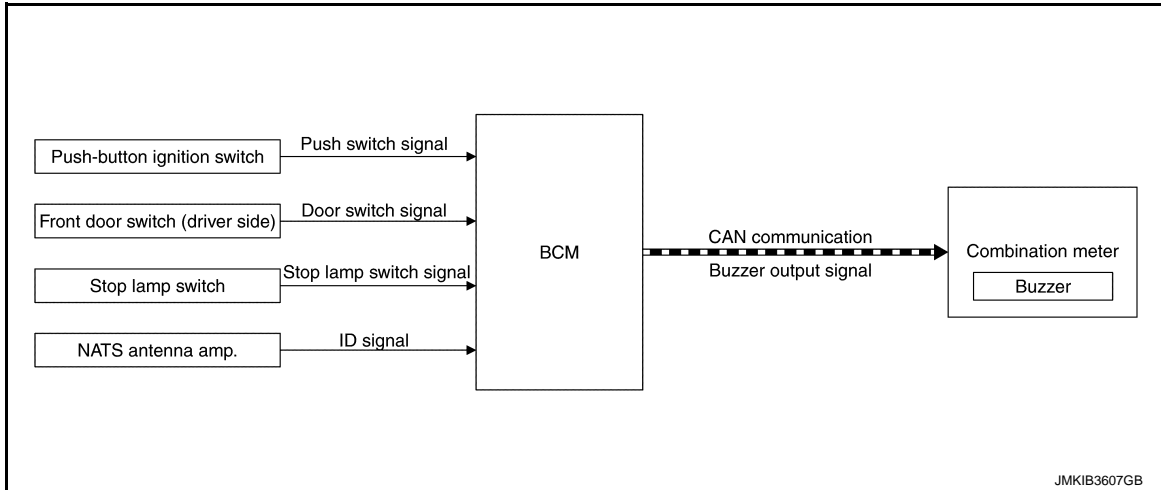 Push-button ignition switch
Push switch signal
Front door switch (driver side)
Door switch signal
Stop lamp switch
Stop lamp switch signal
NATS antenna amp.
ID signal
BCM
CAN communication
Buzzer output signal
Combination meter
Buzzer
JMKIB3607GB